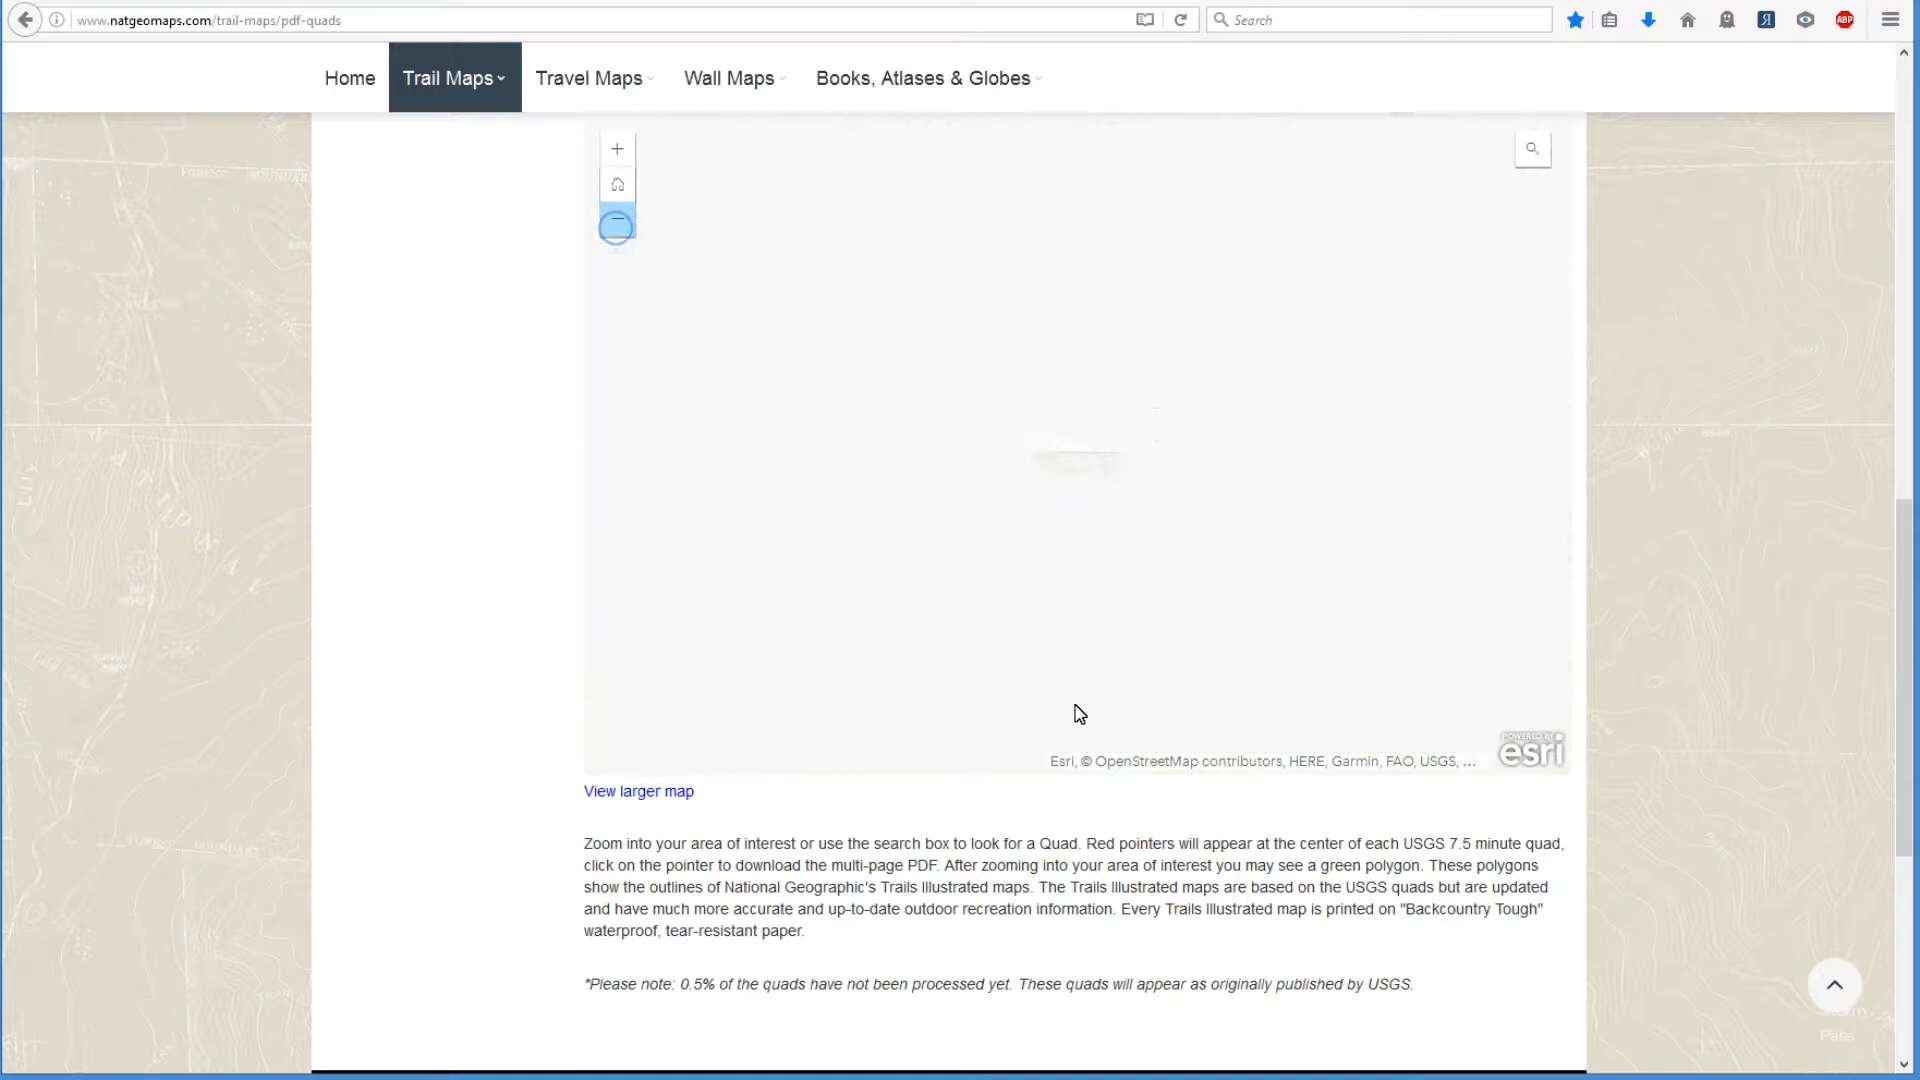 www.natgeomaps.com/trail-maps/pdf-quads
Search
ABP
Home
Trail Maps
Travel Maps
Wall Maps
Books, Atlases & Globes
Esri, © OpenStreetMap contributors, HERE, Garmin, FAO, USGS, ...
POWERED BY
esri
View larger map
Zoom into your area of interest or use the search box to look for a Quad. Red pointers will appear at the center of each USGS 7.5 minute quad,
click on the pointer to download the multi-page PDF. After zooming into your area of interest you may see a green polygon. These polygons
show the outlines of National Geographic's Trails Illustrated maps. The Trails Illustrated maps are based on the USGS quads but are updated
and have much more accurate and up-to-date outdoor recreation information. Every Trails Illustrated map is printed on "Backcountry Tough"
waterproof, tear-resistant paper.
*Please note: 0.5% of the quads have not been processed yet. These quads will appear as originally published by USGS.
Pass